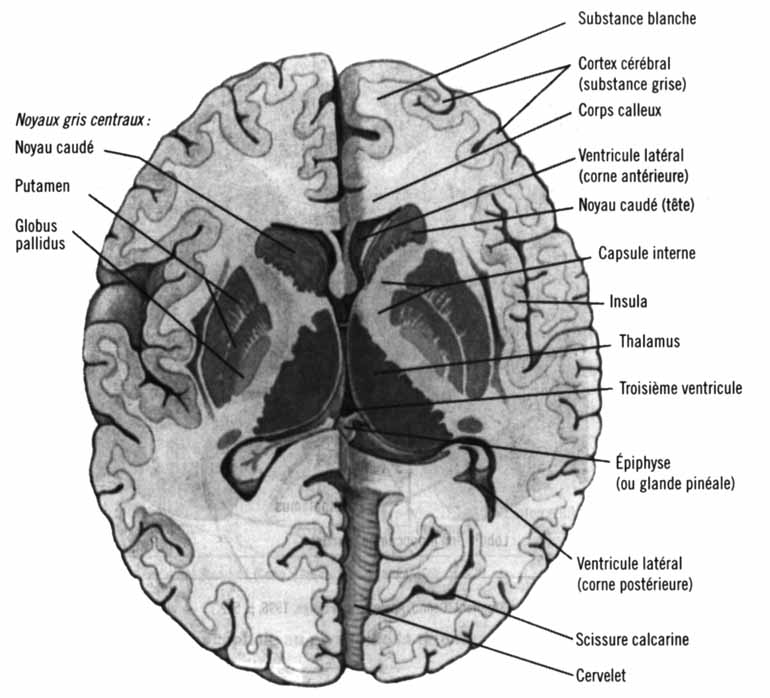 Substance blanche
Cortex cérébral
(substance grise)
Corps calleux
Ventricule latéral
(corne antérieure)
Noyau caudé (tête)
Capsule interne
Insula
Thalamus
Troisième ventricule
Épiphyse
(ou glande pinéale)
Ventricule latéral
(corne postérieure)
Scissure calcarine
Cervelet
Noyaux gris centraux :
Noyau caudé
Putamen
Globus
pallidus